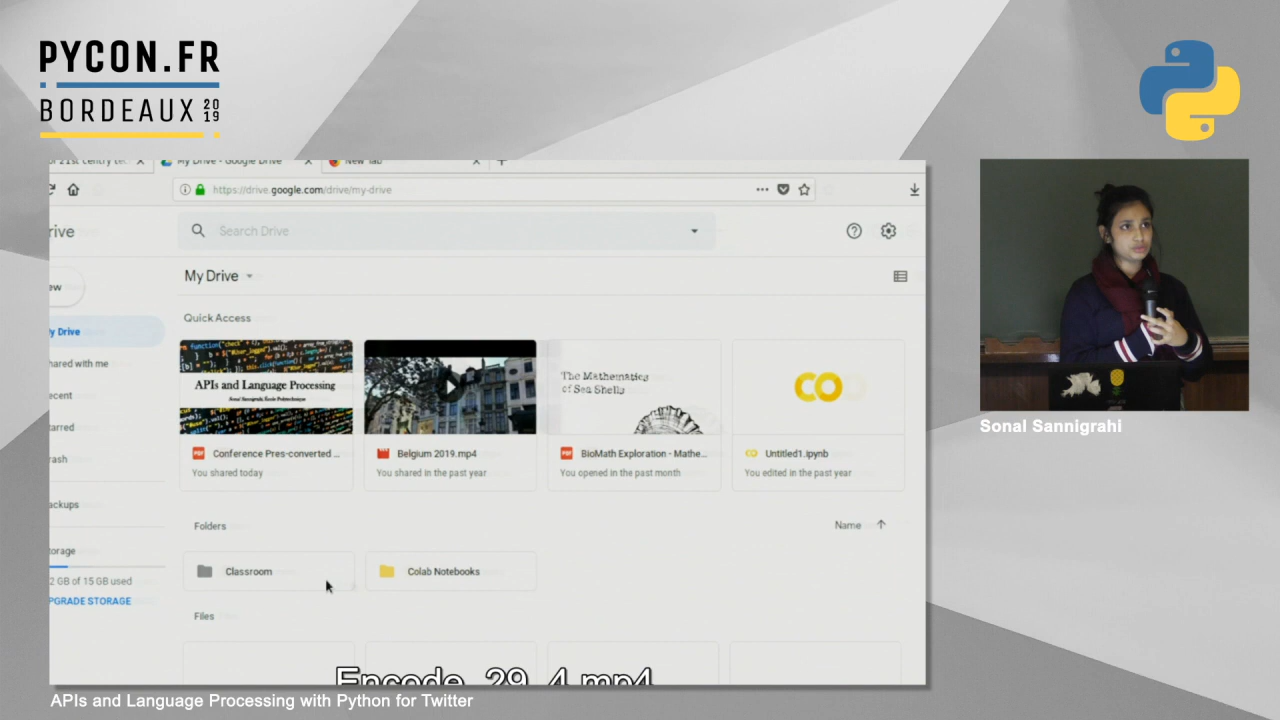 PYCON.FR
BORDEAUX 2019
My Drive - Google Drive
New Tab
https://drive.google.com/drive/my-drive
rive
Search Drive
ew
My Drive
y Drive
Quick Access
hared with me
ecent
tarred
rash
ackups
torage
2 GB of 15 GB used
PGRADE STORAGE
APIs and Language Processing
Sonal Sannigrahi, École Polytechnique
The Mathematics
of Sea Shells
CO
Conference Pres-converted ...
You shared today
Belgium 2019.mp4
You shared in the past year
BioMath Exploration - Mathe...
You opened in the past month
Untitled1.ipynb
You edited in the past year
Folders
Name
Classroom
Colab Notebooks
Files
Encode_29_4.mp4
Sonal Sannigrahi
APIs and Language Processing with Python for Twitter